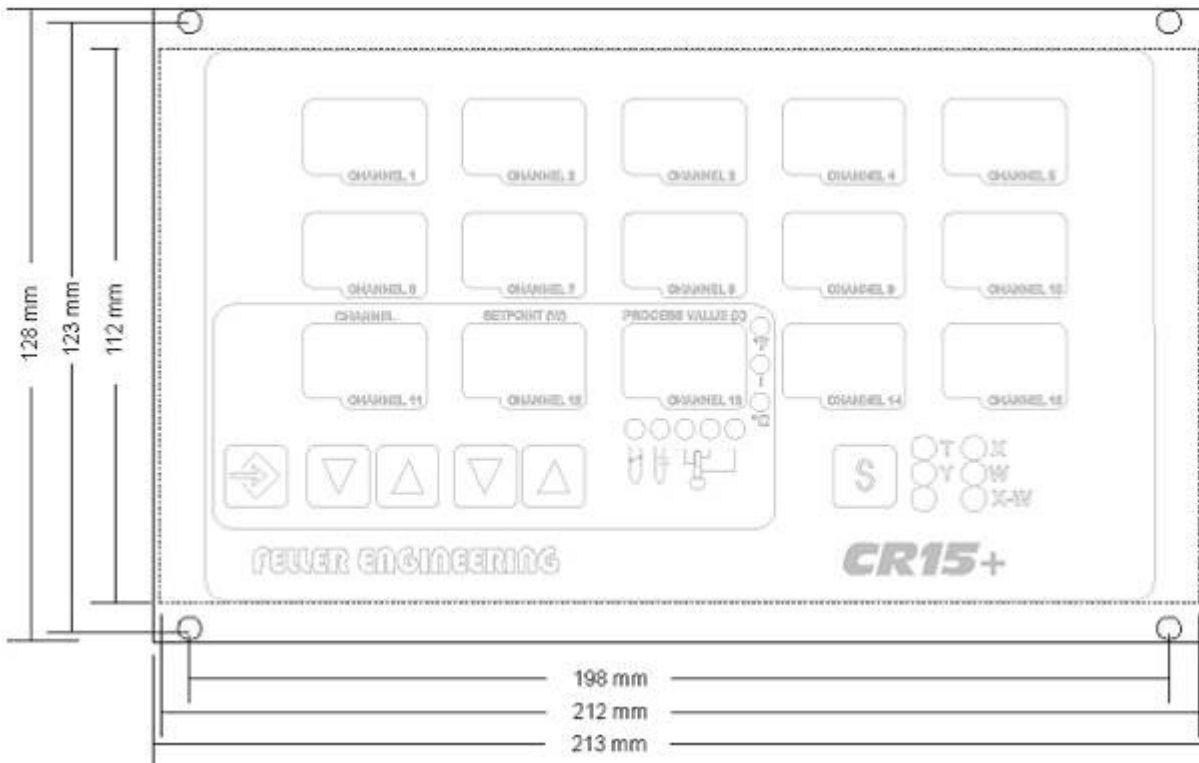 CHANNEL 1 CHANNEL 2 CHANNEL 3 CHANNEL 4 CHANNEL 5
CHANNEL 6 CHANNEL 7 CHANNEL 8 CHANNEL 9 CHANNEL 10
CHANNEL SETPOINT (W) PROCESS VALUE (X)
CHANNEL 11 CHANNEL 12 CHANNEL 13 CHANNEL 14 CHANNEL 15
S
T X
Y W
X-W
FELLER ENGINEERING
CR15+
128 mm
123 mm
112 mm
198 mm
212 mm
213 mm